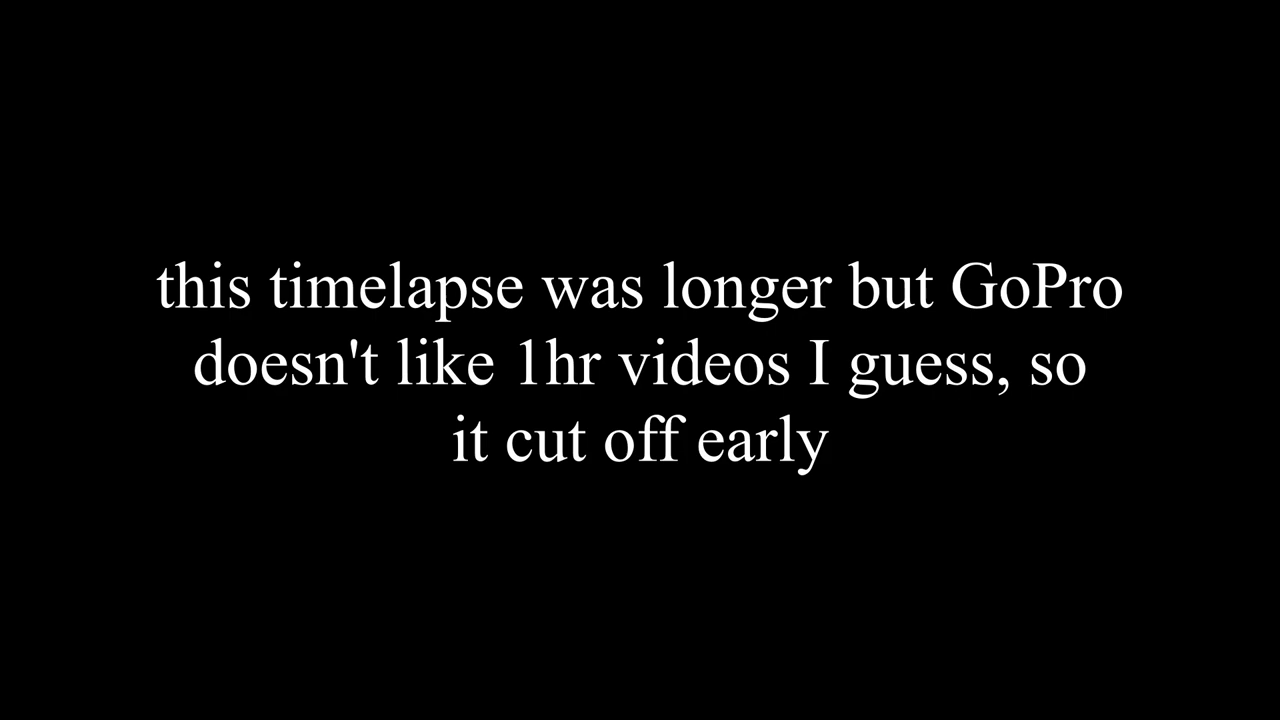 this timelapse was longer but GoPro
doesn't like 1hr videos I guess, so
it cut off early